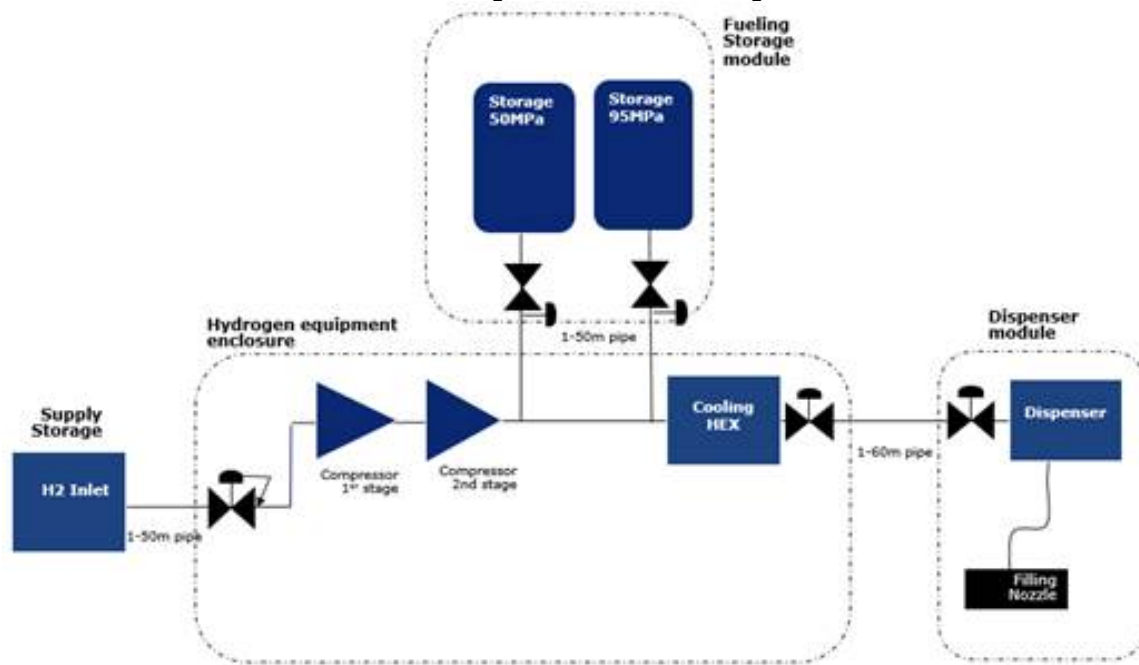 Fueling
Storage
module
Storage
50MPa
Storage
95MPa
Hydrogen equipment
enclosure
1-50m pipe
Dispenser
module
Supply
Storage
H2 Inlet
1-50m pipe
Compressor
1st stage
Compressor
2nd stage
Cooling
HEX
1-60m pipe
Dispenser
Filling
Nozzle